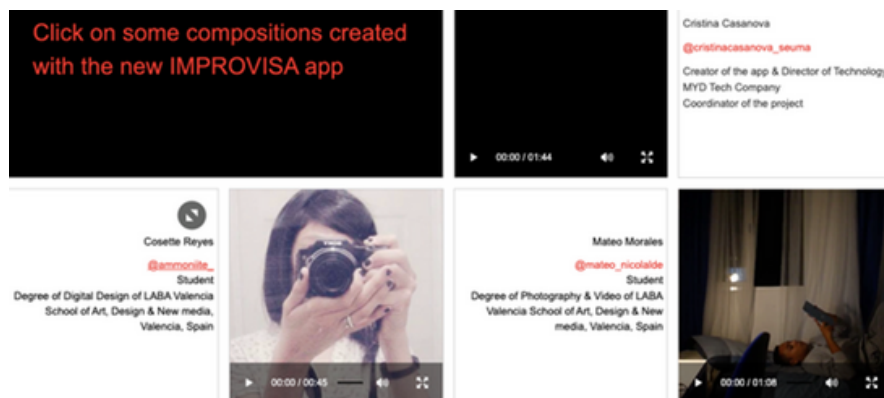 Click on some compositions created
with the new IMPROVISA app
00:00 / 01:44
Cristina Casanova
@cristinacasanova_seuma
Creator of the app & Director of Technology
MYD Tech Company
Coordinator of the project
Cosette Reyes
@ammoniite_
Student
Degree of Digital Design of LABA Valencia
School of Art, Design & New media,
Valencia, Spain
00:00 / 00:45
Mateo Morales
@mateo_nicolalde
Student
Degree of Photography & Video of LABA
Valencia School of Art, Design & New
media, Valencia, Spain
00:00 / 01:08